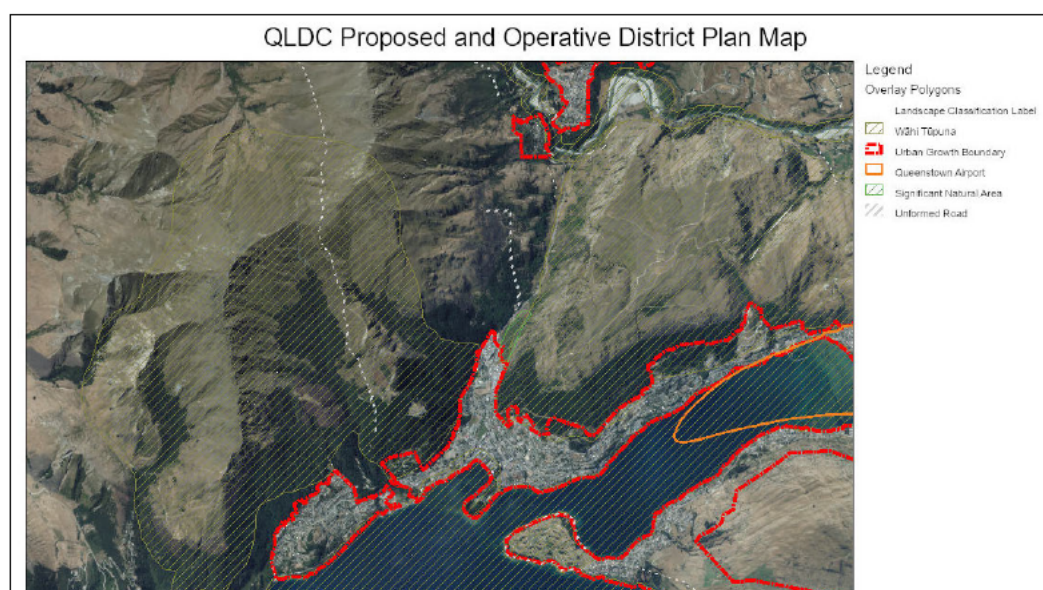 QLDC Proposed and Operative District Plan Map
Legend
Overlay Polygons
Landscape Classification Label
Wāhi Tūpuna
Urban Growth Boundary
Queenstown Airport
Significant Natural Area
Unformed Road